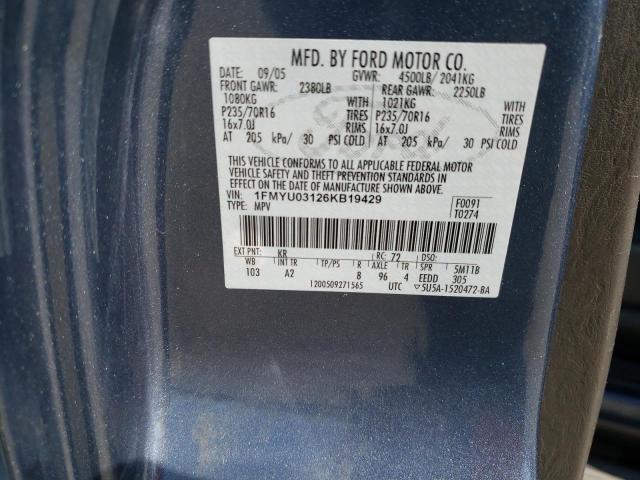 MFD. BY FORD MOTOR CO.
DATE: 09/05 GVWR: 4500LB/ 2041KG
FRONT GAWR: 2380LB REAR GAWR: 2250LB
1080KG 1021KG
P235/70R16 TIRES P235/70R16 TIRES
16x7.0J RIMS 16x7.0J RIMS
AT 205 kPa/ 30 PSI COLD AT 205 kPa/ 30 PSI COLD
THIS VEHICLE CONFORMS TO ALL APPLICABLE FEDERAL MOTOR
VEHICLE SAFETY AND THEFT PREVENTION STANDARDS IN
EFFECT ON THE DATE OF MANUFACTURE SHOWN ABOVE.
VIN: 1FMYU03126KB19429 F0091
TYPE: MPV T0274
EXT PNT: KR RC: 72 DSO:
WB INT TR TP/PS R AXLE TR SPR 5M11B
103 A2 8 96 4 EEDD 305
1200509271565 UTC ▽5U5A-1520472-BA